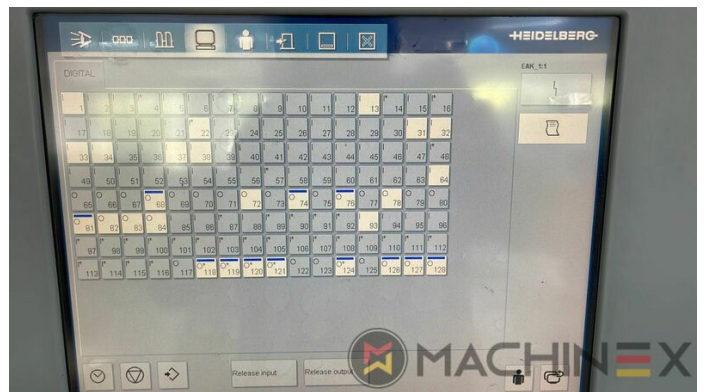 HEIDELBERG
EAK_1:1
DIGITAL
1 2 3 4 5 6 7 8 9 10 11 12 13 14 15 16
17 18 19 20 21 22 23 24 25 26 27 28 29 30 31 32
33 34 35 36 37 38 39 40 41 42 43 44 45 46 47 48
49 50 51 52 53 54 55 56 57 58 59 60 61 62 63 64
65 66 67 68 69 70 71 72 73 74 75 76 77 78 79 80
81 82 83 84 85 86 87 88 89 90 91 92 93 94 95 96
97 98 99 100 101 102 103 104 105 106 107 108 109 110 111 112
113 114 115 116 117 118 119 120 121 122 123 124 125 126 127 128
Release input
Release output
MACHINEX